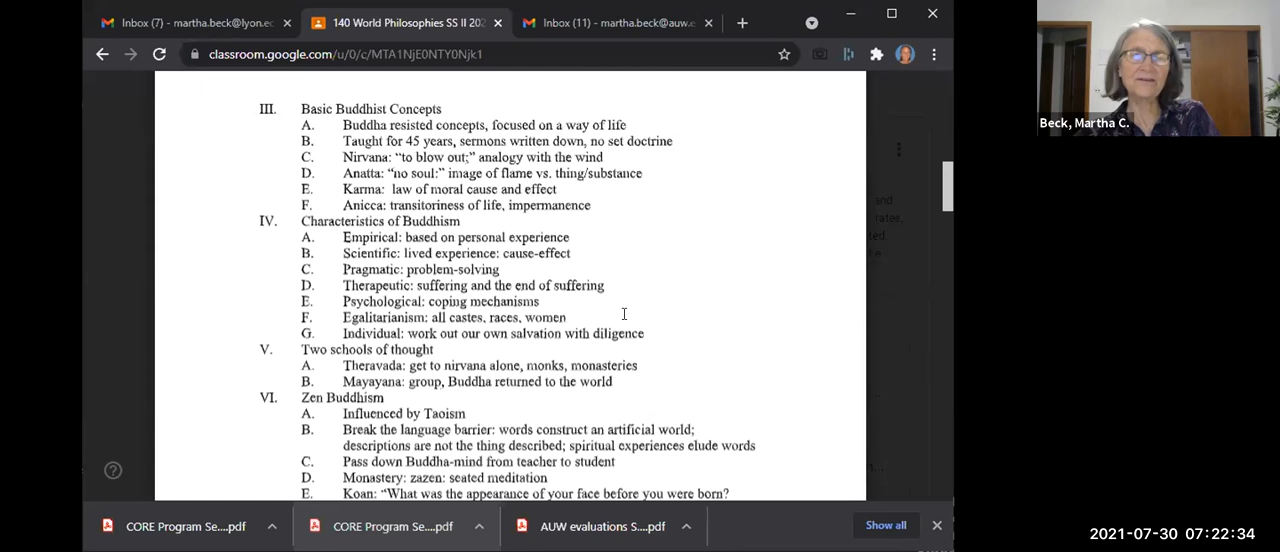 Inbox (7) - martha.beck@lyon.ec
140 World Philosophies SS II 202
Inbox (11) - martha.beck@auw.e
classroom.google.com/u/0/c/MTA1NjE0NTY0Njk1
Beck, Martha C.
III. Basic Buddhist Concepts
A. Buddha resisted concepts, focused on a way of life
B. Taught for 45 years, sermons written down, no set doctrine
C. Nirvana: “to blow out;” analogy with the wind
D. Anatta: “no soul:” image of flame vs. thing/substance
E. Karma: law of moral cause and effect
F. Anicca: transitoriness of life, impermanence
IV. Characteristics of Buddhism
A. Empirical: based on personal experience
B. Scientific: lived experience: cause-effect
C. Pragmatic: problem-solving
D. Therapeutic: suffering and the end of suffering
E. Psychological: coping mechanisms
F. Egalitarianism: all castes, races, women
G. Individual: work out our own salvation with diligence
V. Two schools of thought
A. Theravada: get to nirvana alone, monks, monasteries
B. Mayayana: group, Buddha returned to the world
VI. Zen Buddhism
A. Influenced by Taoism
B. Break the language barrier: words construct an artificial world;
descriptions are not the thing described; spiritual experiences elude words
C. Pass down Buddha-mind from teacher to student
D. Monastery: zazen: seated meditation
E. Koan: “What was the appearance of your face before you were born?
and
rates,
ted.
CORE Program Se....pdf
CORE Program Se....pdf
AUW evaluations S....pdf
Show all
2021-07-30 07:22:34